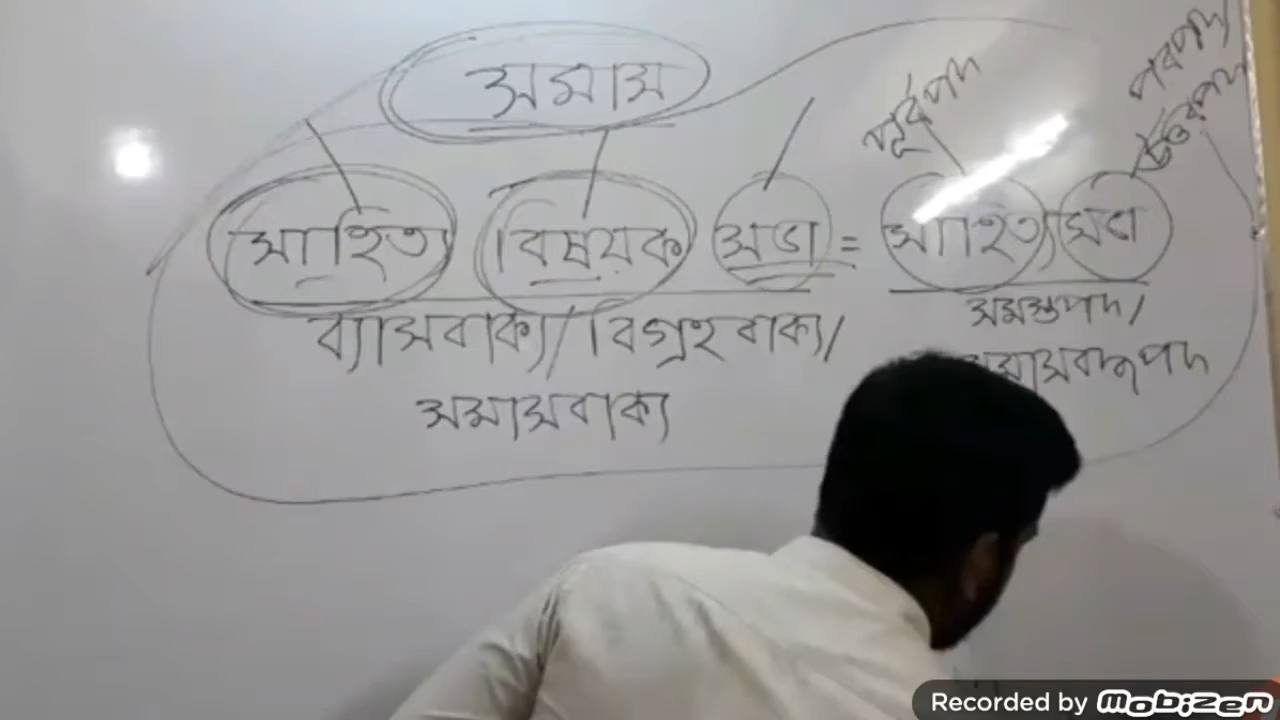 সমাস
পূর্বপদ
পরপদ
উত্তরপদ
সাহিত্য বিষয়ক সভা = সাহিত্য সভা
ব্যাসবাক্য/বিগ্রহবাক্য/
সমাসবাক্য
সমস্তপদ/
সমাসবদ্ধপদ
Recorded by Mobizen